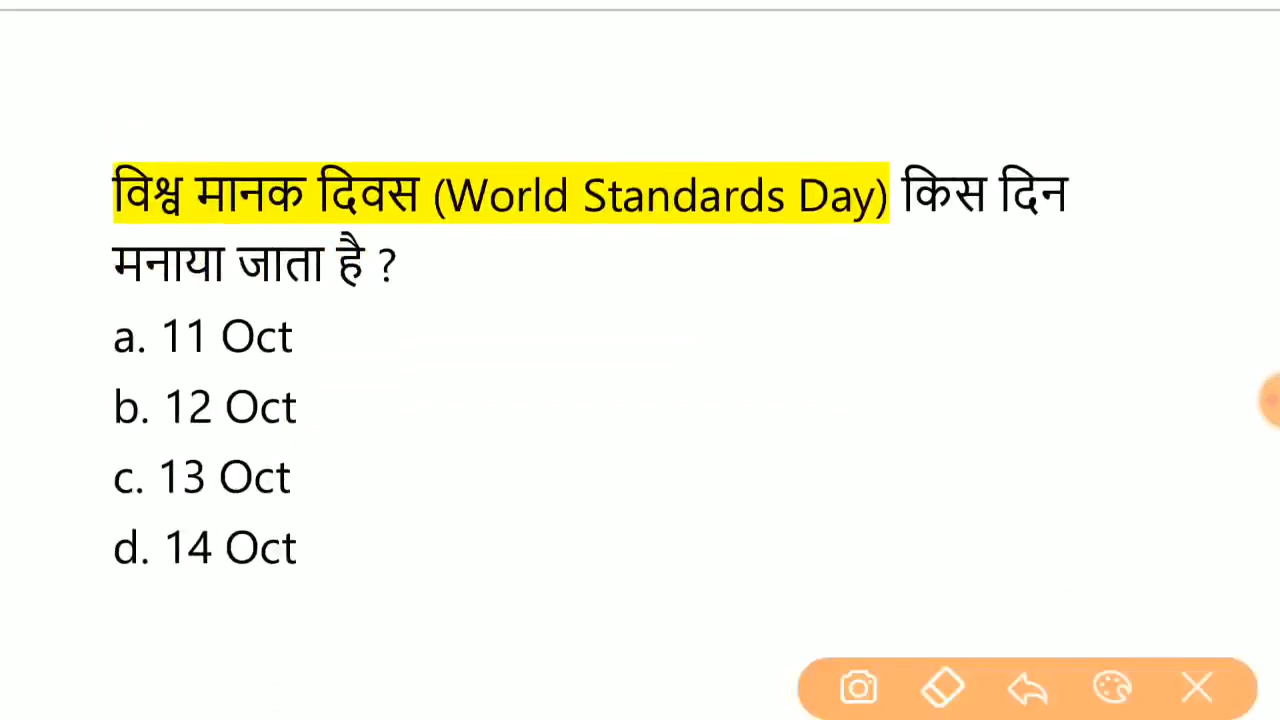 विश्व मानक दिवस (World Standards Day) किस दिन
मनाया जाता है ?
a. 11 Oct
b. 12 Oct
c. 13 Oct
d. 14 Oct